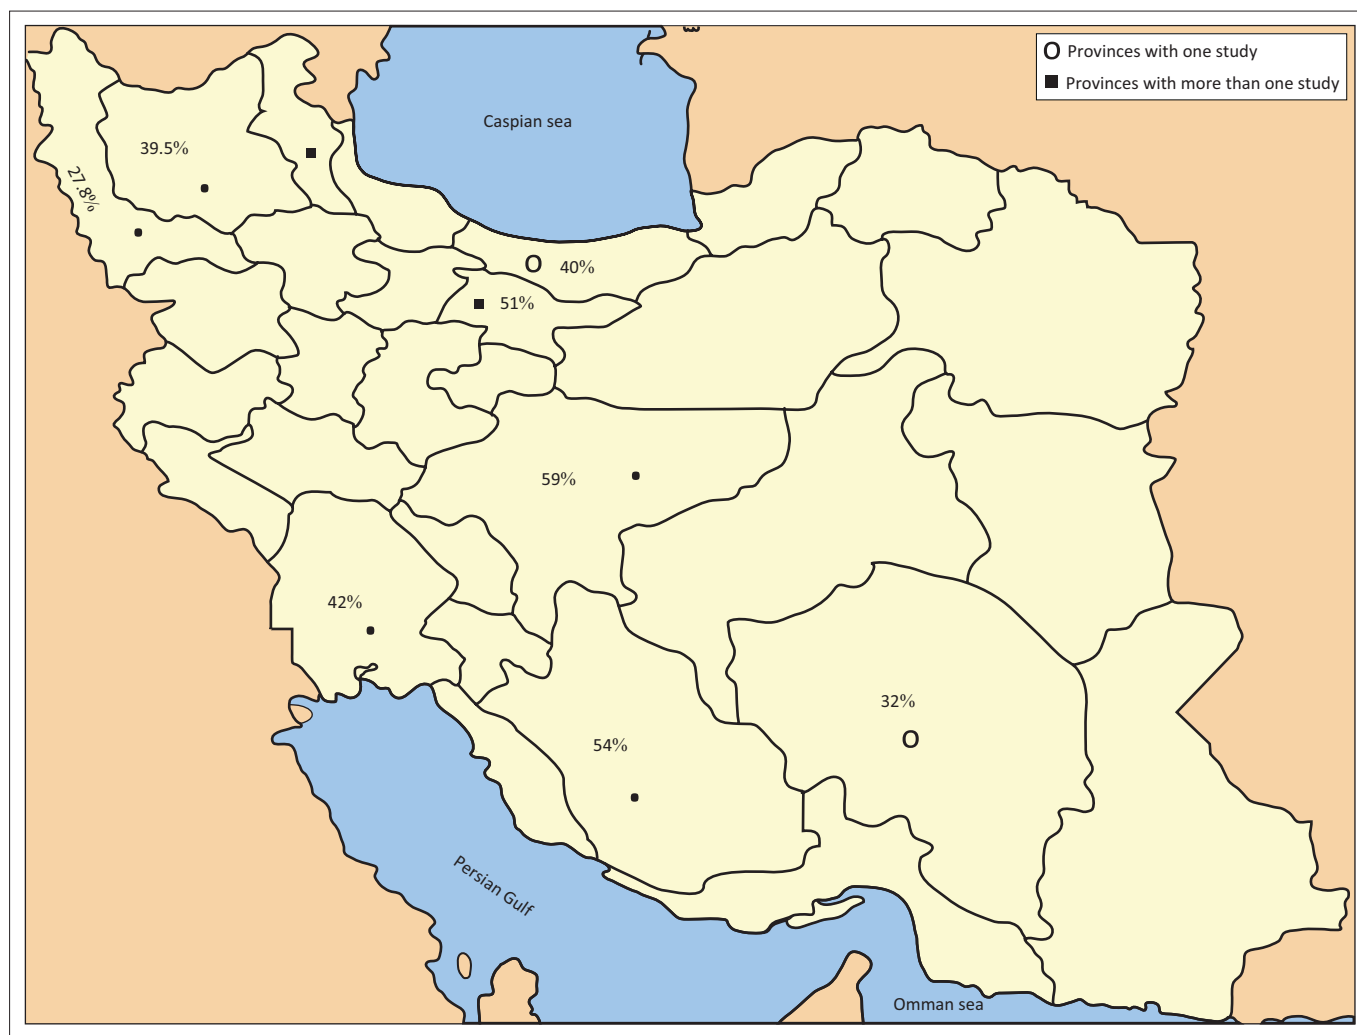 Provinces with one study
Provinces with more than one study
Caspian sea
39.5%
27.8%
40%
51%
59%
42%
32%
54%
Persian Gulf
Omman sea